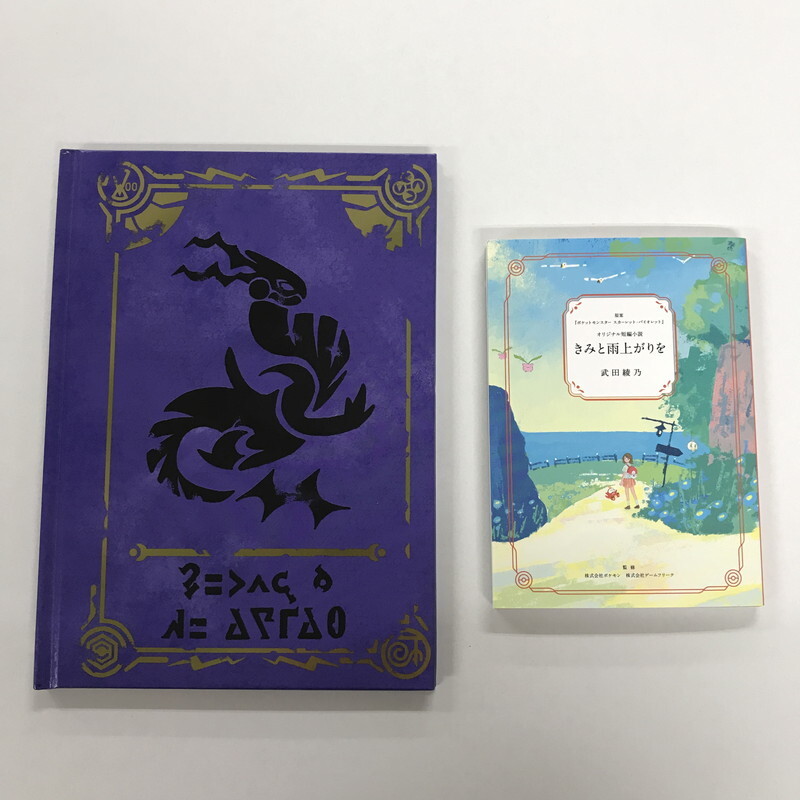 00
原案
『ポケットモンスター スカーレット・バイオレット』
オリジナル短編小説
きみと雨上がりを
武田綾乃
監修
株式会社ポケモン 株式会社ゲームフリーク